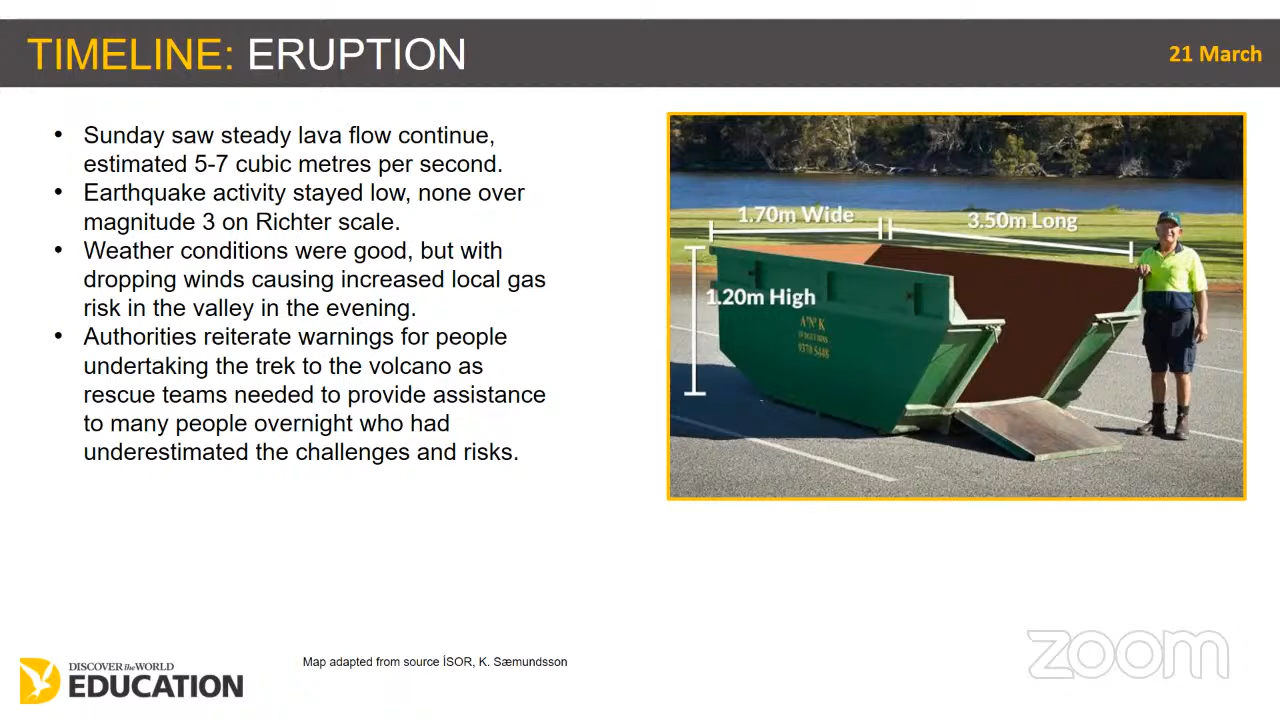 TIMELINE: ERUPTION
21 March
• Sunday saw steady lava flow continue,
estimated 5-7 cubic metres per second.
• Earthquake activity stayed low, none over
magnitude 3 on Richter scale.
• Weather conditions were good, but with
dropping winds causing increased local gas
risk in the valley in the evening.
• Authorities reiterate warnings for people
undertaking the trek to the volcano as
rescue teams needed to provide assistance
to many people overnight who had
underestimated the challenges and risks.
1.70m Wide
3.50m Long
1.20m High
9370 5448
Map adapted from source İSOR, K. Sæmundsson
DISCOVER the WORLD
EDUCATION
zoom